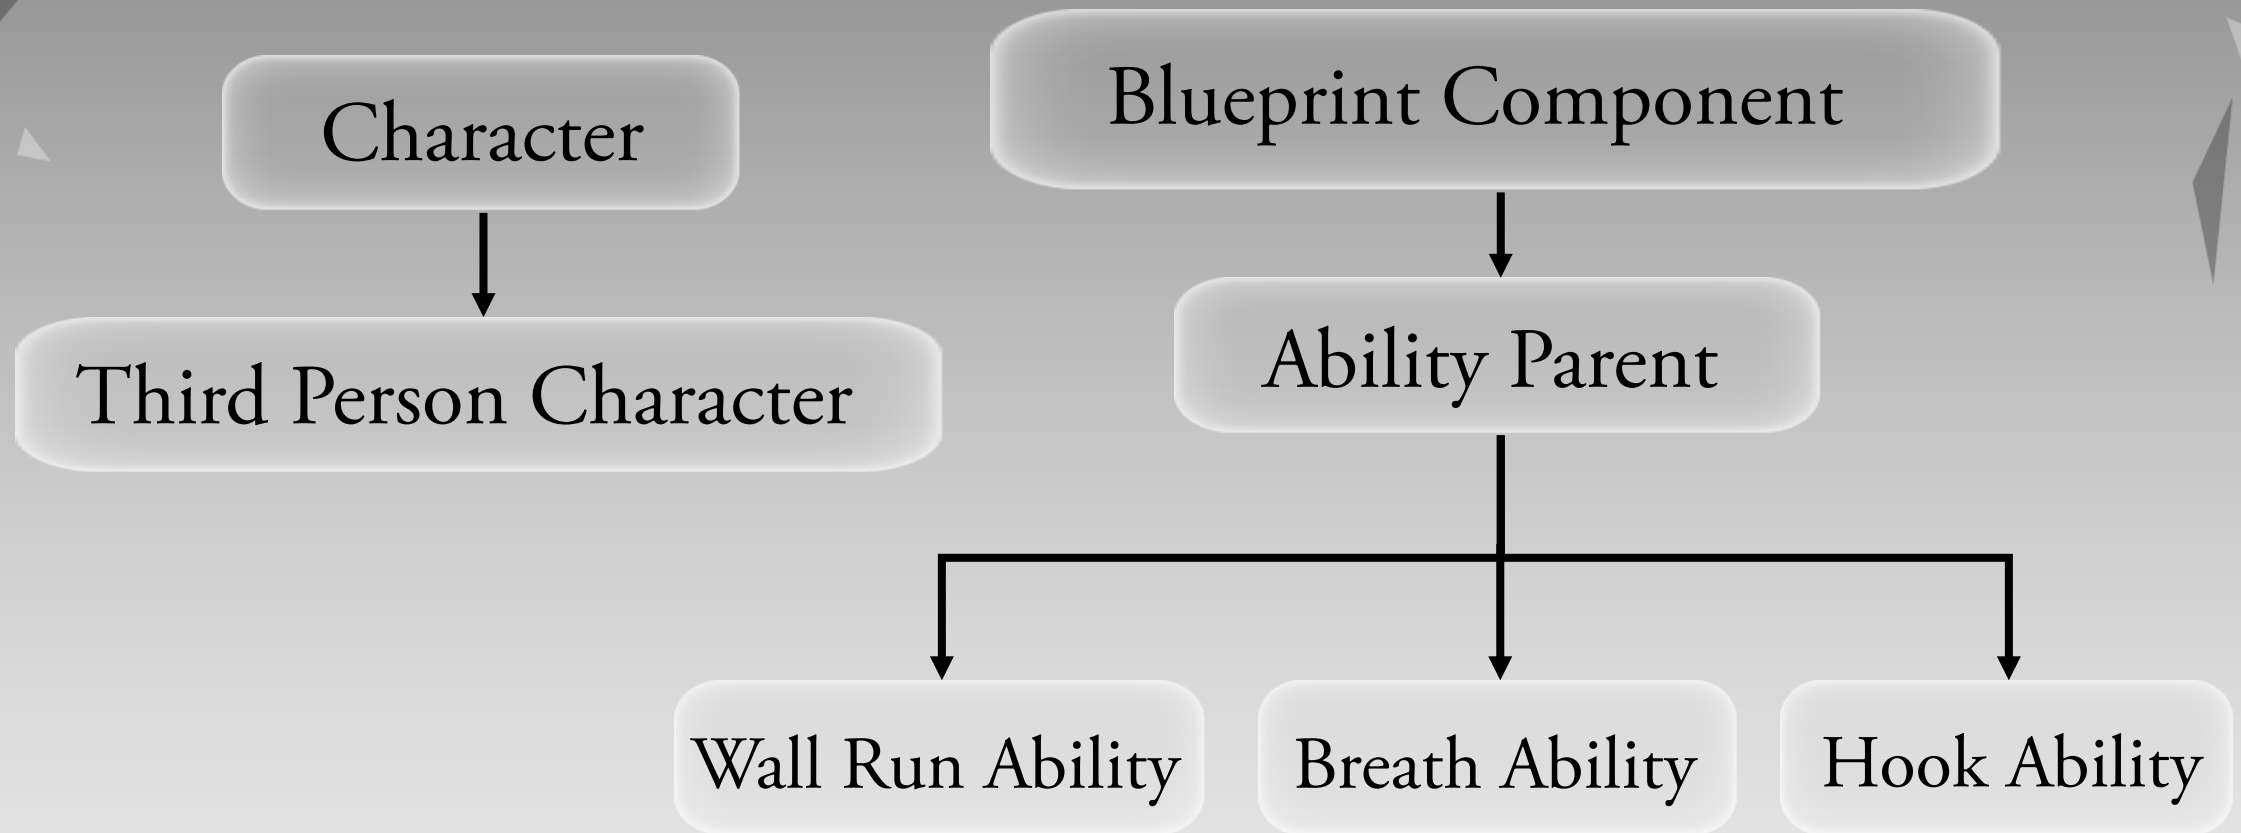 Character
Blueprint Component
Third Person Character
Ability Parent
Wall Run Ability
Breath Ability
Hook Ability